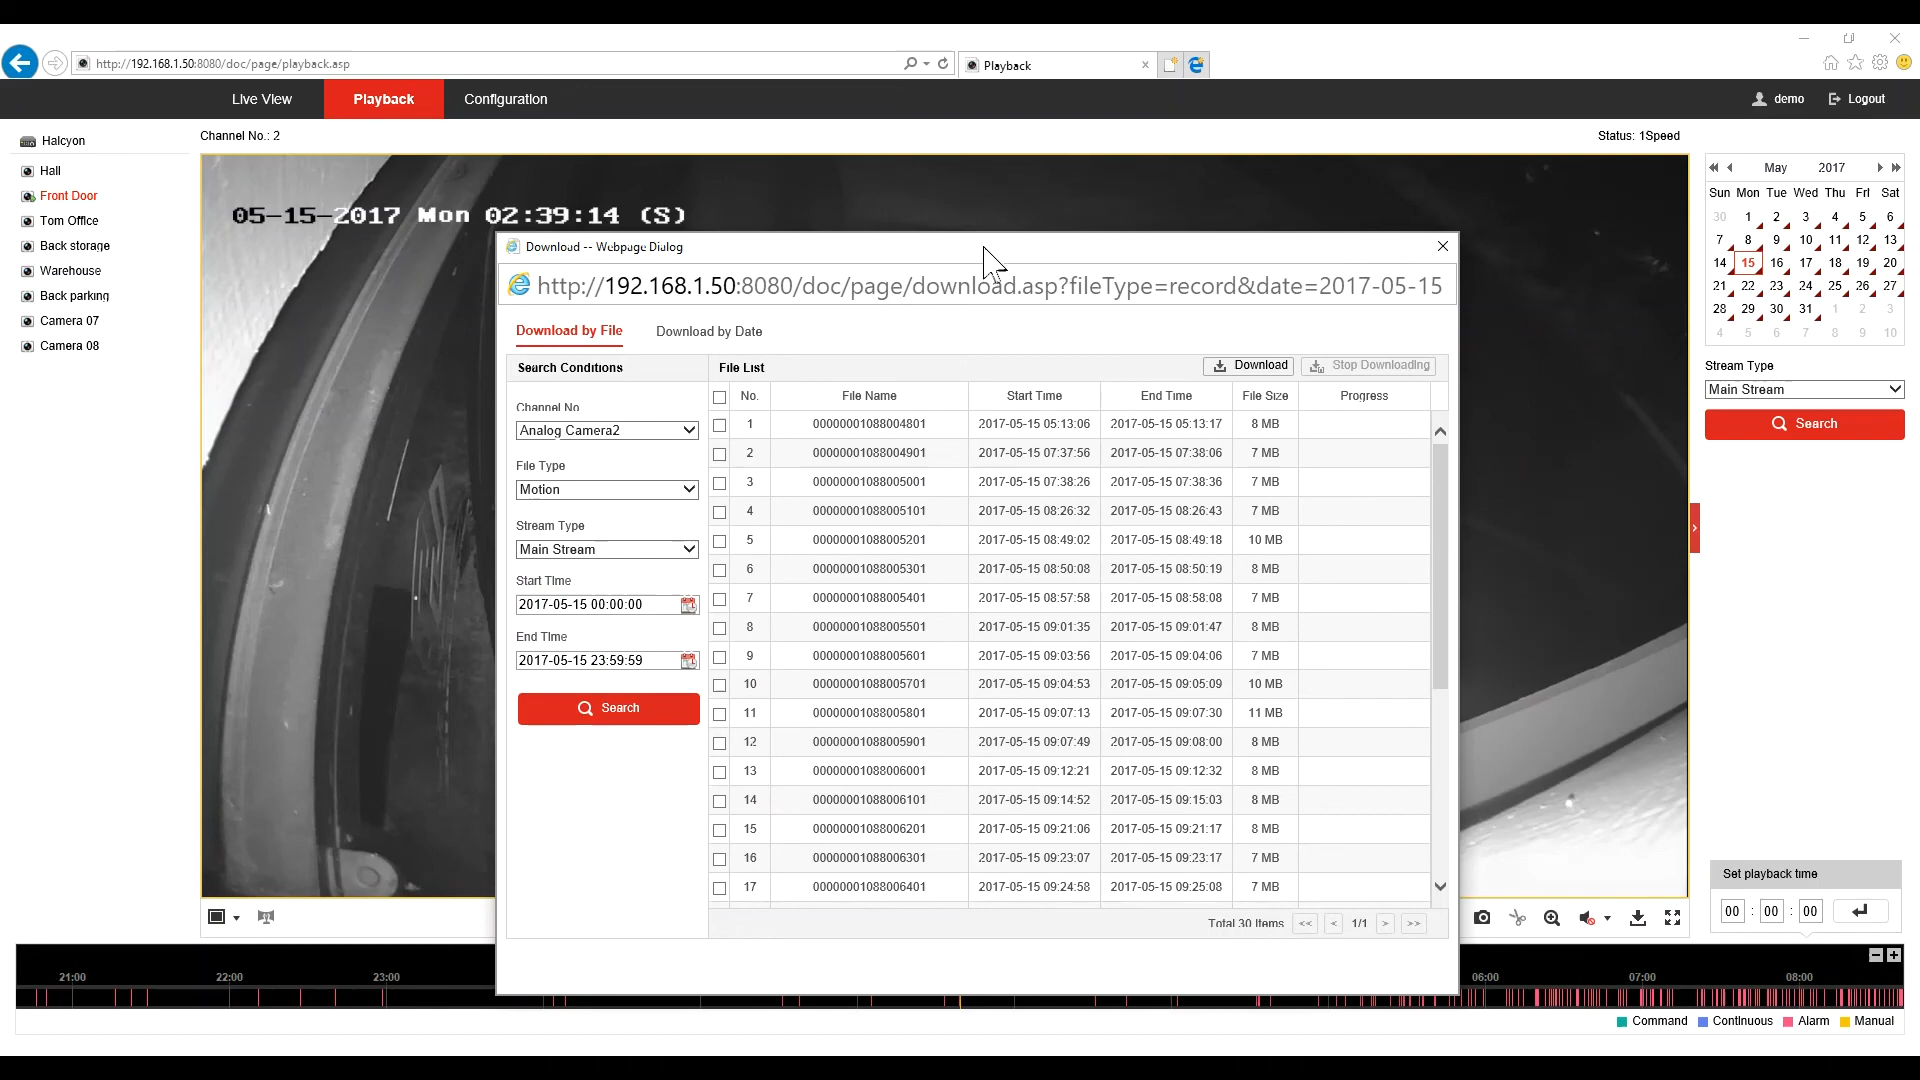 http://192.168.1.50:8080/doc/page/playback.asp
Playback
Live View
Playback
Configuration
demo
Logout
Halcyon
Hall
Front Door
Tom Office
Back storage
Warehouse
Back parking
Camera 07
Camera 08
Channel No.: 2
Status: 1Speed
05-15-2017 Mon 02:39:14 (S)
Download -- Webpage Dialog
http://192.168.1.50:8080/doc/page/download.asp?fileType=record&date=2017-05-15
Download by File
Download by Date
Search Conditions
Channel No
Analog Camera2
File Type
Motion
Stream Type
Main Stream
Start Time
2017-05-15 00:00:00
End Time
2017-05-15 23:59:59
Search
File List
Download
Stop Downloading
No. File Name Start Time End Time File Size Progress
1 00000001088004801 2017-05-15 05:13:06 2017-05-15 05:13:17 8 MB
2 00000001088004901 2017-05-15 07:37:56 2017-05-15 07:38:06 7 MB
3 00000001088005001 2017-05-15 07:38:26 2017-05-15 07:38:36 7 MB
4 00000001088005101 2017-05-15 08:26:32 2017-05-15 08:26:43 7 MB
5 00000001088005201 2017-05-15 08:49:02 2017-05-15 08:49:18 10 MB
6 00000001088005301 2017-05-15 08:50:08 2017-05-15 08:50:19 8 MB
7 00000001088005401 2017-05-15 08:57:58 2017-05-15 08:58:08 7 MB
8 00000001088005501 2017-05-15 09:01:35 2017-05-15 09:01:47 8 MB
9 00000001088005601 2017-05-15 09:03:56 2017-05-15 09:04:06 7 MB
10 00000001088005701 2017-05-15 09:04:53 2017-05-15 09:05:09 10 MB
11 00000001088005801 2017-05-15 09:07:13 2017-05-15 09:07:30 11 MB
12 00000001088005901 2017-05-15 09:07:49 2017-05-15 09:08:00 8 MB
13 00000001088006001 2017-05-15 09:12:21 2017-05-15 09:12:32 8 MB
14 00000001088006101 2017-05-15 09:14:52 2017-05-15 09:15:03 8 MB
15 00000001088006201 2017-05-15 09:21:06 2017-05-15 09:21:17 8 MB
16 00000001088006301 2017-05-15 09:23:07 2017-05-15 09:23:17 7 MB
17 00000001088006401 2017-05-15 09:24:58 2017-05-15 09:25:08 7 MB
Total 30 Items << < 1/1 > >>
May 2017
Sun Mon Tue Wed Thu Fri Sat
30 1 2 3 4 5 6
7 8 9 10 11 12 13
14 15 16 17 18 19 20
21 22 23 24 25 26 27
28 29 30 31 1 2 3
4 5 6 7 8 9 10
Stream Type
Main Stream
Search
Set playback time
00 : 00 : 00
21:00 22:00 23:00 06:00 07:00 08:00
Command Continuous Alarm Manual